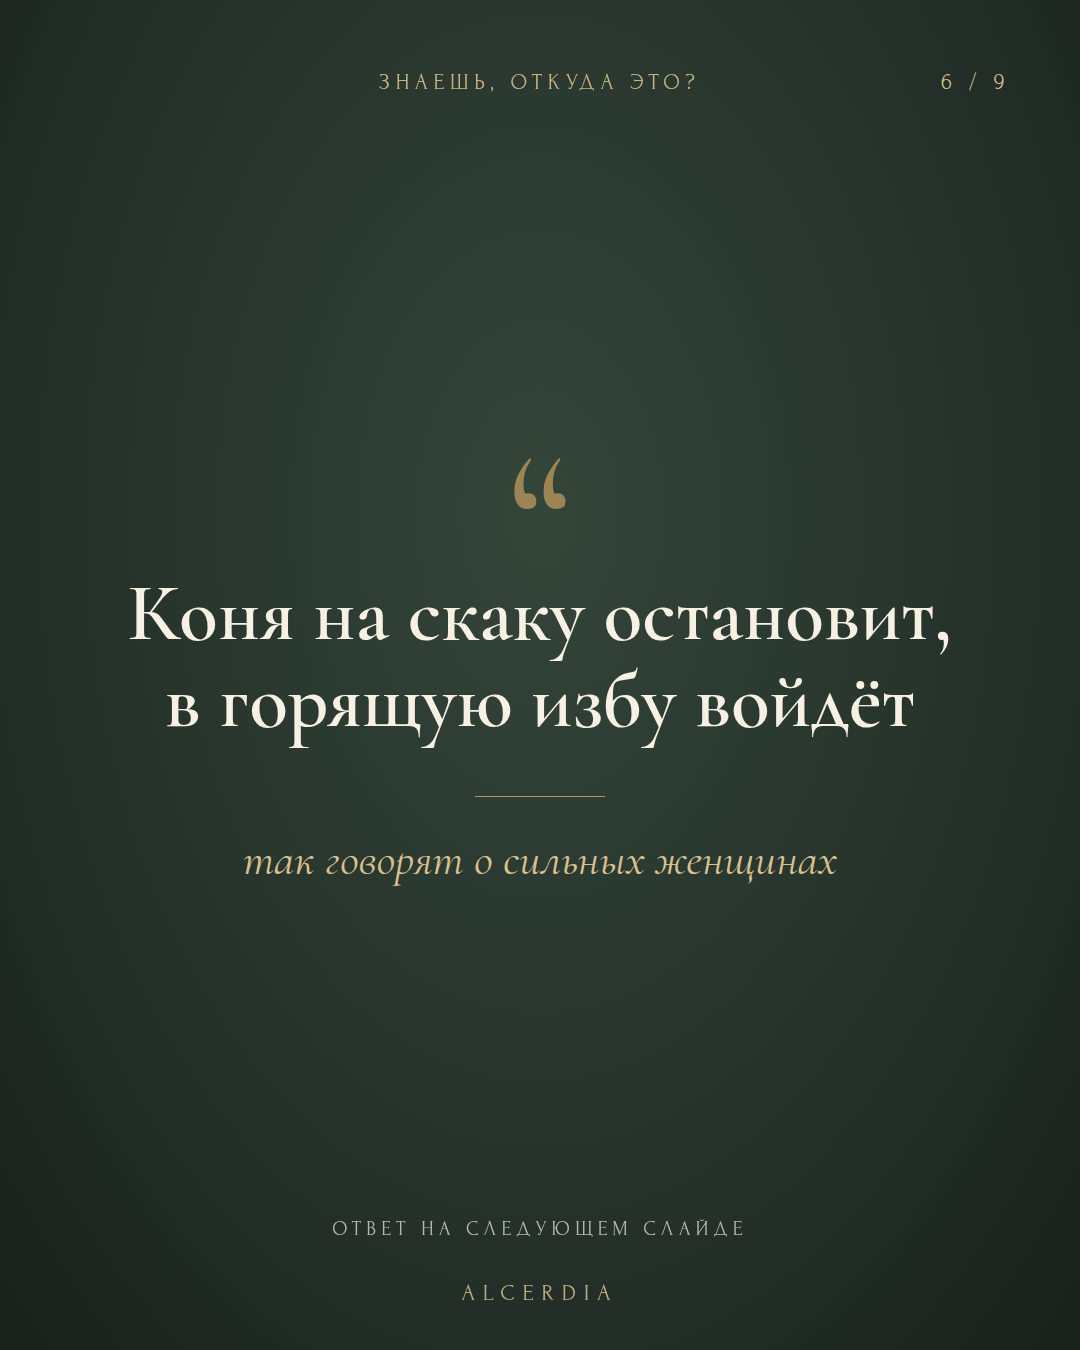 ЗНАЕШЬ, ОТКУДА ЭТО?
6 / 9
“
Коня на скаку остановит,
в горящую избу войдёт
так говорят о сильных женщинах
ОТВЕТ НА СЛЕДУЮЩЕМ СЛАЙДЕ
ALCERDIA